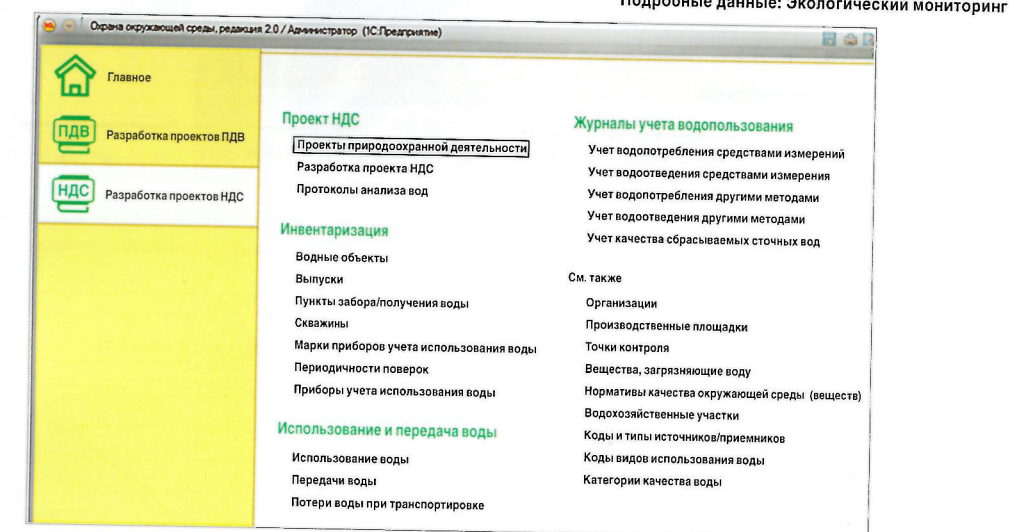 Подробные данные: Экологический мониторинг
Охрана окружающей среды, редакция 2.0 / Администратор (1С:Предприятие)
Главное
ПДВ
Разработка проектов ПДВ
НДС
Разработка проектов НДС
Проект НДС
Проекты природоохранной деятельности
Разработка проекта НДС
Протоколы анализа вод
Инвентаризация
Водные объекты
Выпуски
Пункты забора/получения воды
Скважины
Марки приборов учета использования воды
Периодичности поверок
Приборы учета использования воды
Использование и передача воды
Использование воды
Передачи воды
Потери воды при транспортировке
Журналы учета водопользования
Учет водопотребления средствами измерений
Учет водоотведения средствами измерения
Учет водопотребления другими методами
Учет водоотведения другими методами
Учет качества сбрасываемых сточных вод
См. также
Организации
Производственные площадки
Точки контроля
Вещества, загрязняющие воду
Нормативы качества окружающей среды (веществ)
Водохозяйственные участки
Коды и типы источников/приемников
Коды видов использования воды
Категории качества воды